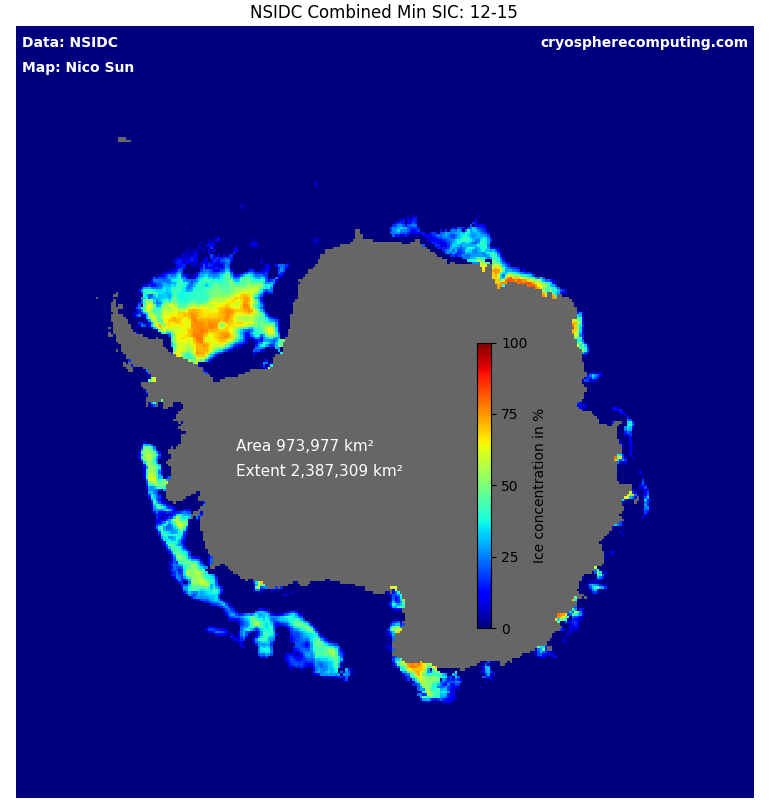 NSIDC Combined Min SIC: 12-15
Data: NSIDC
cryospherecomputing.com
Map: Nico Sun
100
75
50
25
0
Ice concentration in %
Area 973,977 km²
Extent 2,387,309 km²